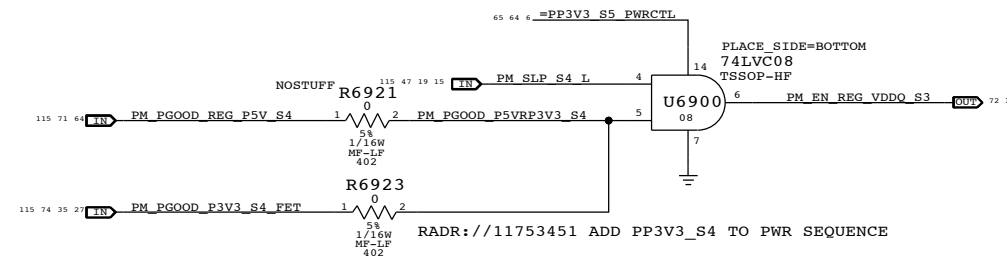 65 64 6 =PP3V3_S5_PWRCTL
PLACE_SIDE=BOTTOM
74LVC08
TSSOP-HF
14
NOSTUFF
115 47 19 15 IN PM_SLP_S4_L 4
R6921
0
U6900
08
6 PM_EN_REG_VDDQ_S3 OUT 72
115 71 64 IN PM_PGOOD_REG_P5V_S4 1 2 PM_PGOOD_P5VRP3V3_S4 5
5%
1/16W
MF-LF
402
7
R6923
0
115 74 35 27 IN PM_PGOOD_P3V3_S4_FET 1 2
5%
1/16W
MF-LF
402
RADR://11753451 ADD PP3V3_S4 TO PWR SEQUENCE